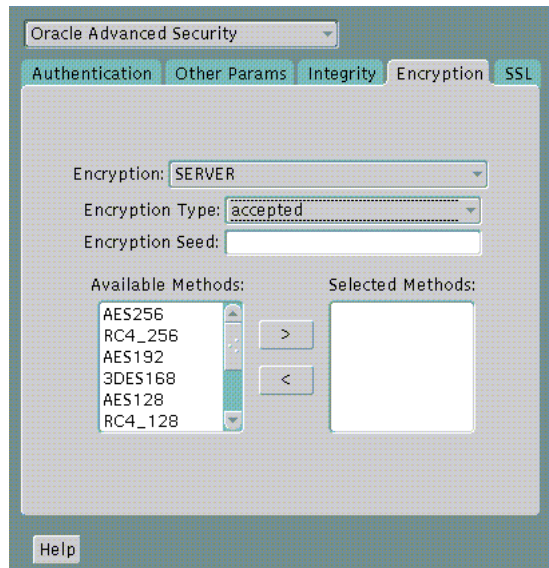 Oracle Advanced Security
Authentication Other Params Integrity Encryption SSL
Encryption: SERVER
Encryption Type: accepted
Encryption Seed:
Available Methods: Selected Methods:
AES256
RC4_256
AES192
3DES168
AES128
RC4_128
>
<
Help